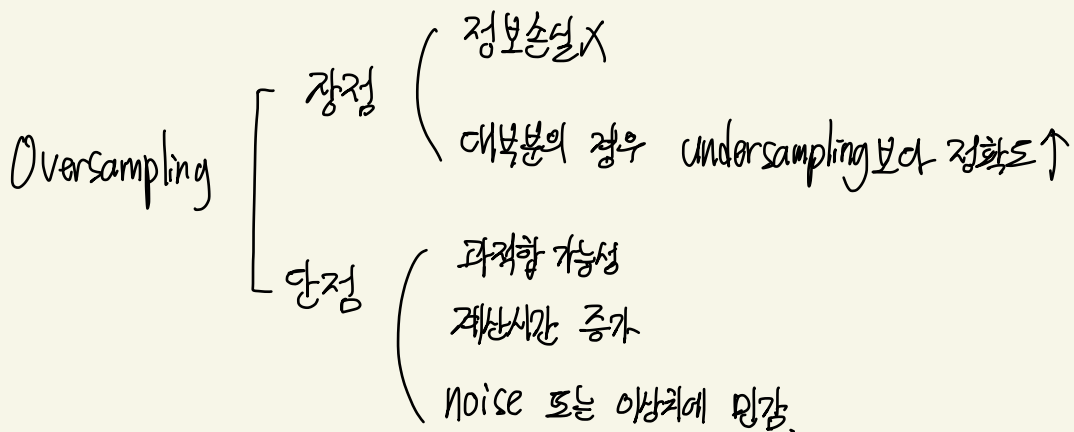 Oversampling
장점
정보손실X
대부분의 경우 undersampling보다 정확도↑
단점
과적합 가능성
계산시간 증가
noise 또는 이상치에 민감.